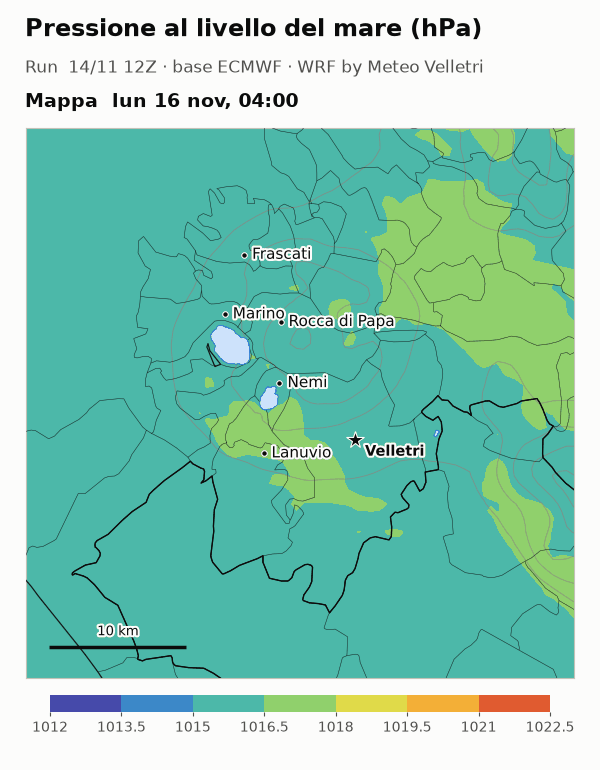 Pressione al livello del mare (hPa)
Run  14/11 12Z · base ECMWF · WRF by Meteo Velletri
Mappa  lun 16 nov, 04:00
Frascati
Marino
Rocca di Papa
Nemi
Velletri
Lanuvio
10 km
1012 1013.5 1015 1016.5 1018 1019.5 1021 1022.5